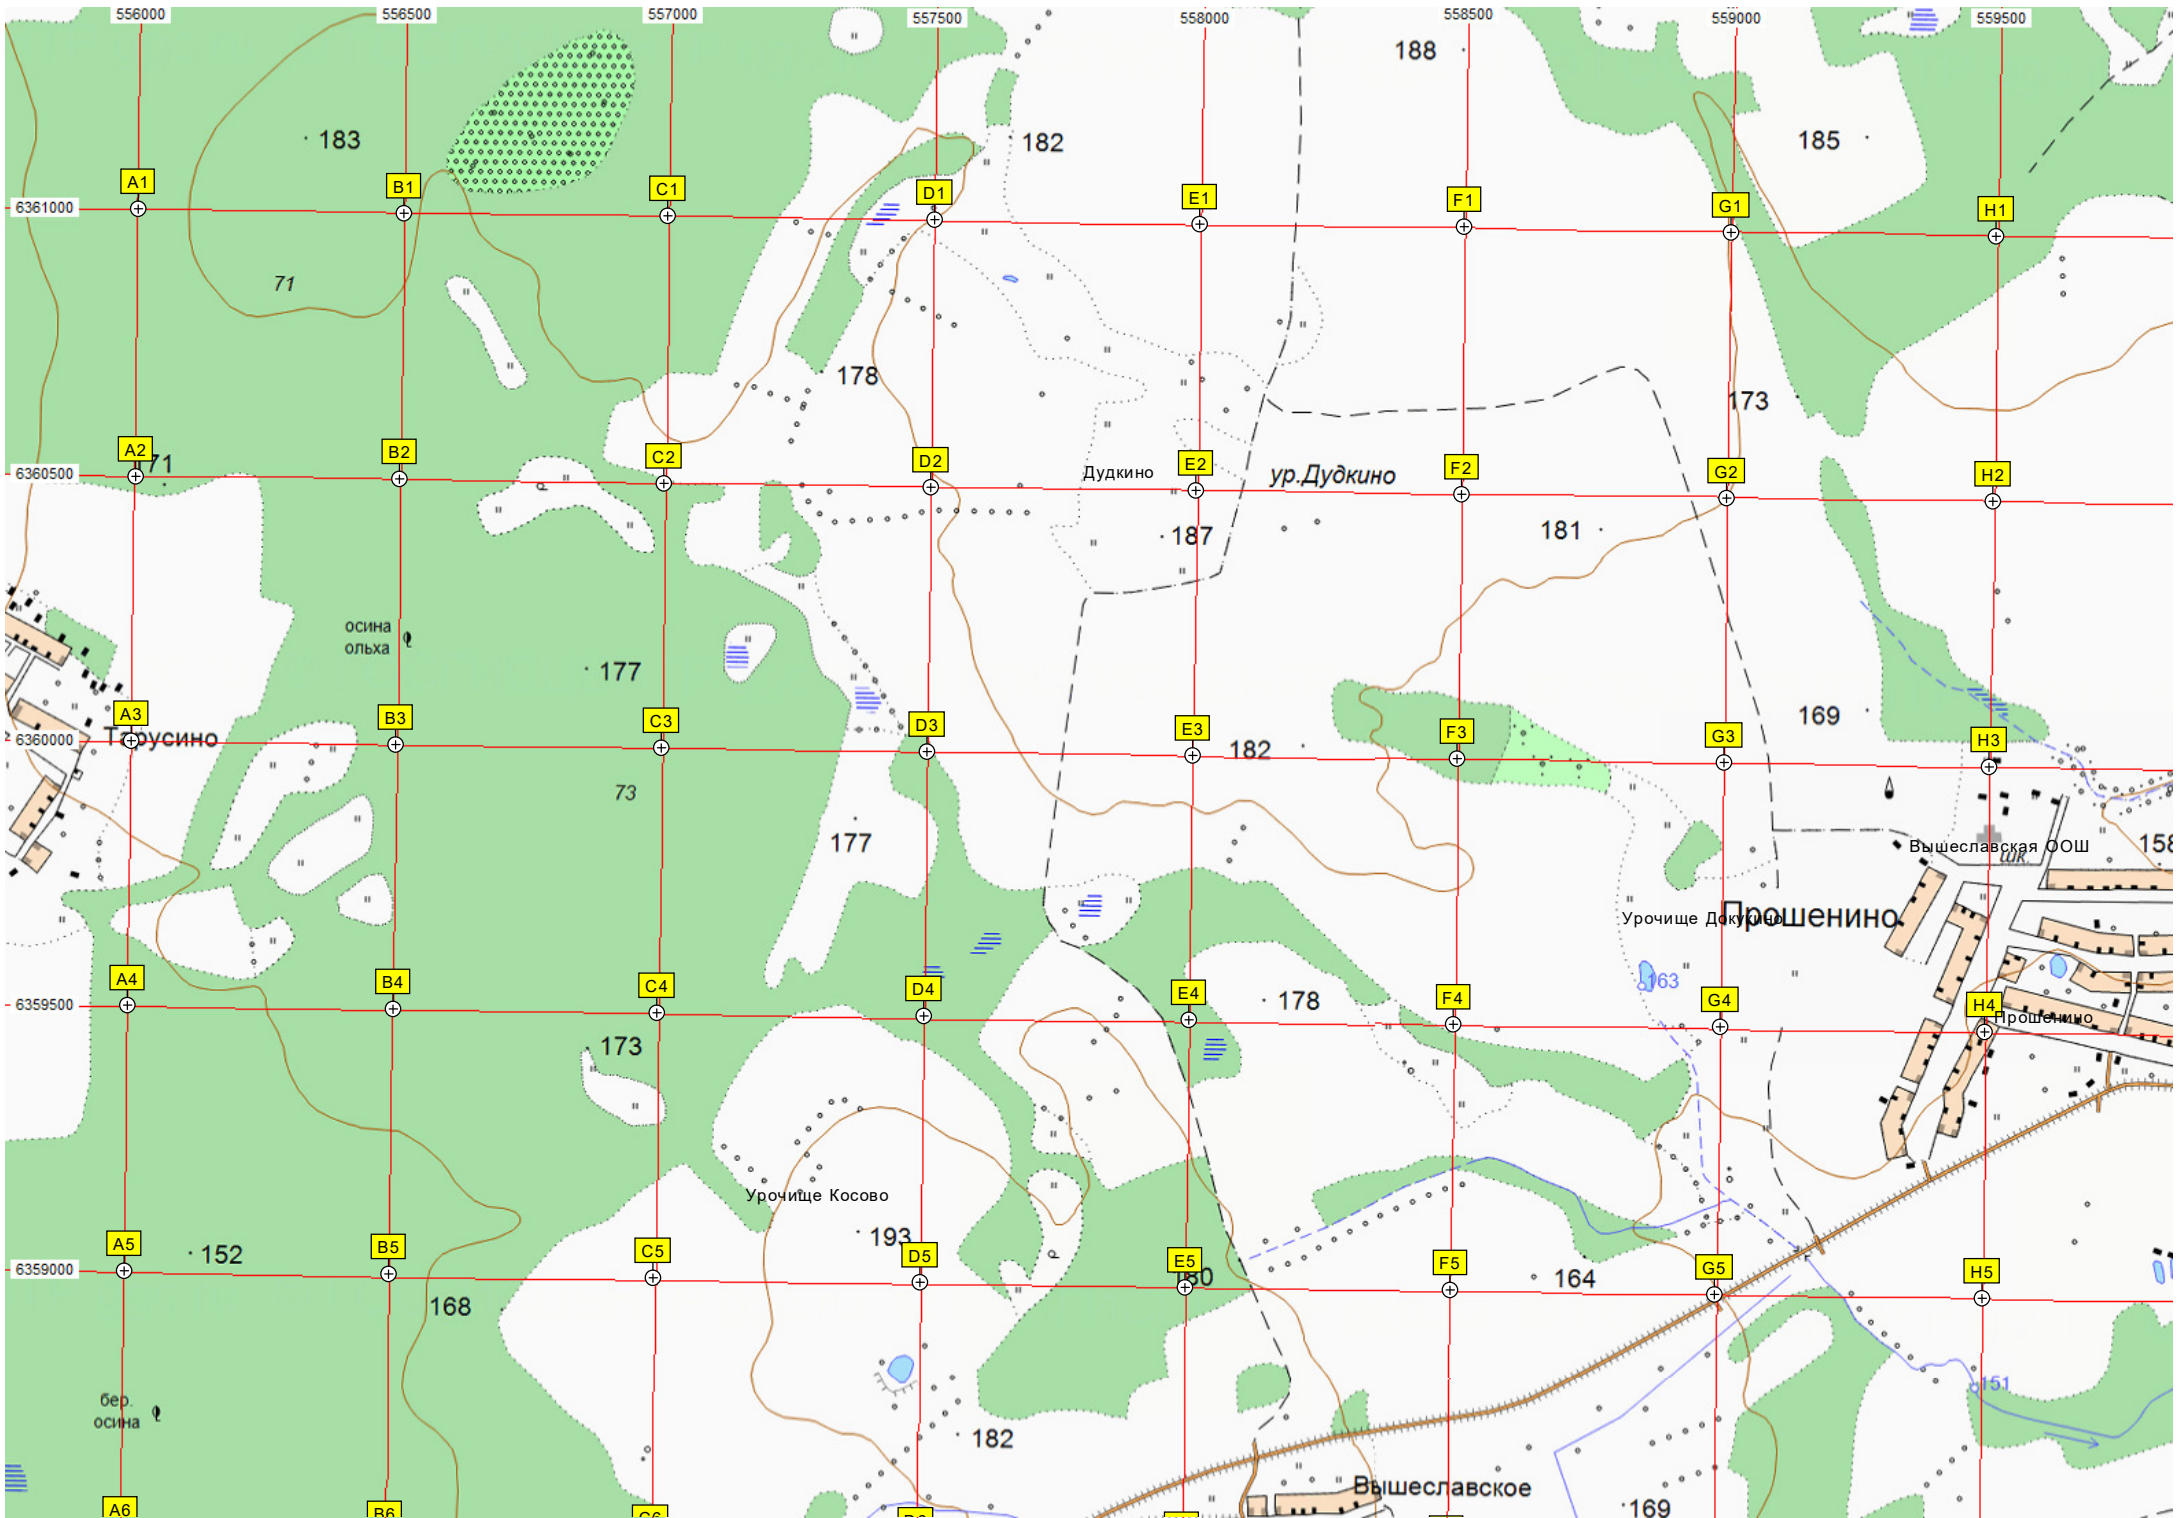 556000 556500 557000 557500 558000 558500 559000 559500
188
183 182 185
A1 B1 C1 D1 E1 F1 G1 H1
6361000
71
178
173
A2 B2 C2 D2 E2 F2 G2 H2
71
6360500
Дудкино
ур.Дудкино
187
181
осина
ольха
177
169
A3 B3 C3 D3 E3 F3 G3 H3
6360000
Тарусино
182
73
177
158
Вышеславская ООШ
шк.
Урочище Докукино
Прошенино
163
A4 B4 C4 D4 E4 F4 G4 H4
6359500
178
Прошенино
173
Урочище Косово
193
A5 B5 C5 D5 E5 F5 G5 H5
6359000
152
180
164
168
151
бер.
осина
182
Вышеславское
169
A6 B6 C6